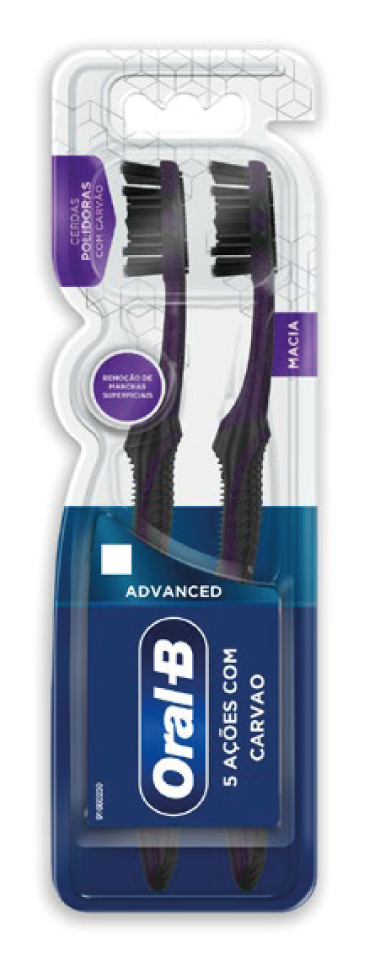 CERDAS
POLIDORAS
COM CARVÃO
MACIA
REMOÇÃO DE
MANCHAS
SUPERFICIAIS
ADVANCED
Oral-B
5 AÇÕES COM
CARVAO